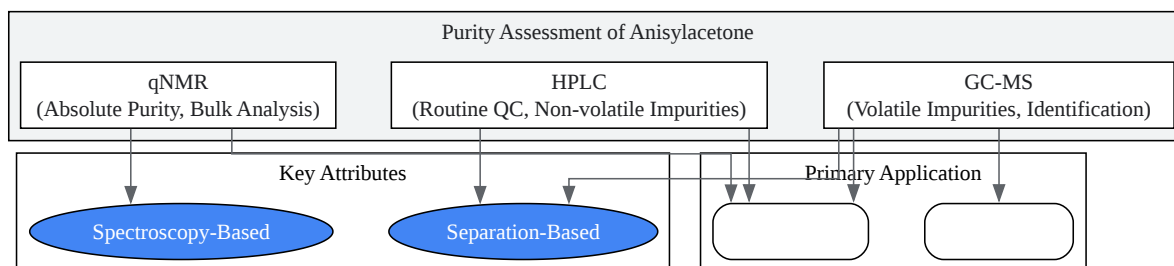 Purity Assessment of Anisylacetone
qNMR
(Absolute Purity, Bulk Analysis)
HPLC
(Routine QC, Non-volatile Impurities)
GC-MS
(Volatile Impurities, Identification)
Key Attributes
Primary Application
Spectroscopy-Based
Separation-Based